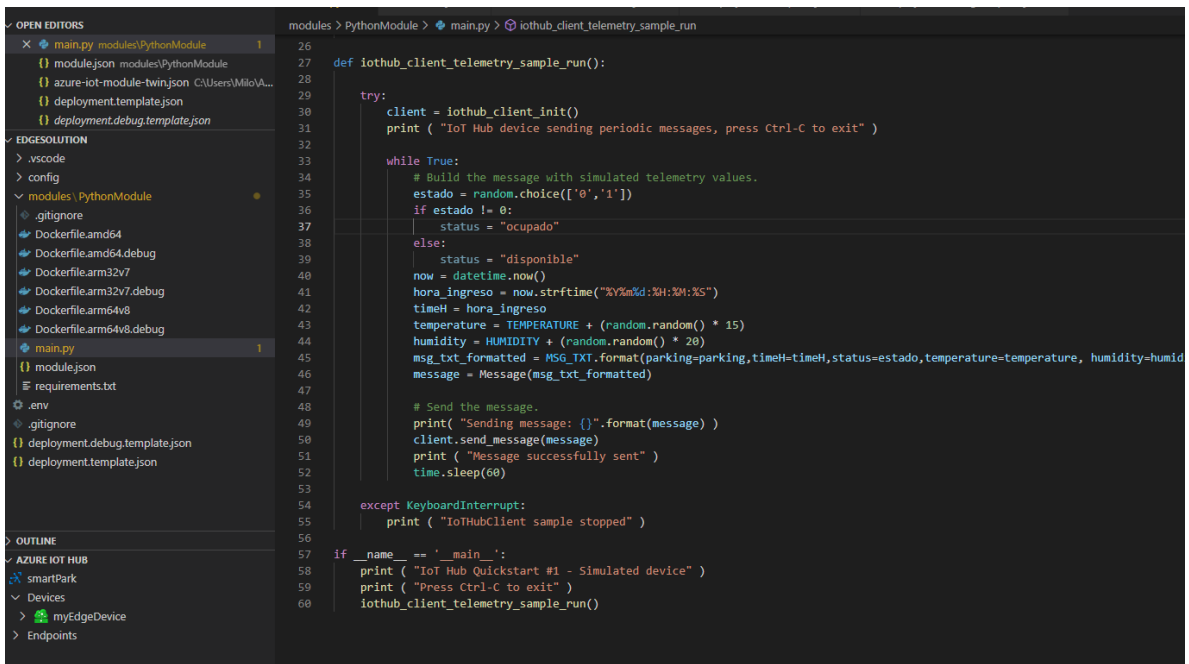 OPEN EDITORS
main.py modules\PythonModule 1
{} module.json modules\PythonModule
{} azure-iot-module-twin.json C:\Users\Milo\A...
{} deployment.template.json
{} deployment.debug.template.json
EDGESOLUTION
> .vscode
> config
modules \ PythonModule
.gitignore
Dockerfile.amd64
Dockerfile.amd64.debug
Dockerfile.arm32v7
Dockerfile.arm32v7.debug
Dockerfile.arm64v8
Dockerfile.arm64v8.debug
main.py 1
{} module.json
requirements.txt
.env
.gitignore
{} deployment.debug.template.json
{} deployment.template.json
> OUTLINE
AZURE IOT HUB
smartPark
Devices
> myEdgeDevice
> Endpoints
modules > PythonModule > main.py > iothub_client_telemetry_sample_run
26
27 def iothub_client_telemetry_sample_run():
28
29 try:
30 client = iothub_client_init()
31 print ( "IoT Hub device sending periodic messages, press Ctrl-C to exit" )
32
33 while True:
34 # Build the message with simulated telemetry values.
35 estado = random.choice(['0','1'])
36 if estado != 0:
37 status = "ocupado"
38 else:
39 status = "disponible"
40 now = datetime.now()
41 hora_ingreso = now.strftime("%Y%m%d:%H:%M:%S")
42 timeH = hora_ingreso
43 temperature = TEMPERATURE + (random.random() * 15)
44 humidity = HUMIDITY + (random.random() * 20)
45 msg_txt_formatted = MSG_TXT.format(parking=parking,timeH=timeH,status=estado,temperature=temperature, humidity=humid
46 message = Message(msg_txt_formatted)
47
48 # Send the message.
49 print( "Sending message: {}".format(message) )
50 client.send_message(message)
51 print ( "Message successfully sent" )
52 time.sleep(60)
53
54 except KeyboardInterrupt:
55 print ( "IoTHubClient sample stopped" )
56
57 if __name__ == '__main__':
58 print ( "IoT Hub Quickstart #1 - Simulated device" )
59 print ( "Press Ctrl-C to exit" )
60 iothub_client_telemetry_sample_run()